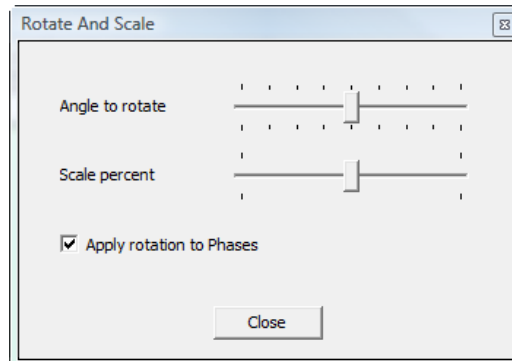 Rotate And Scale
Angle to rotate
Scale percent
Apply rotation to Phases
Close